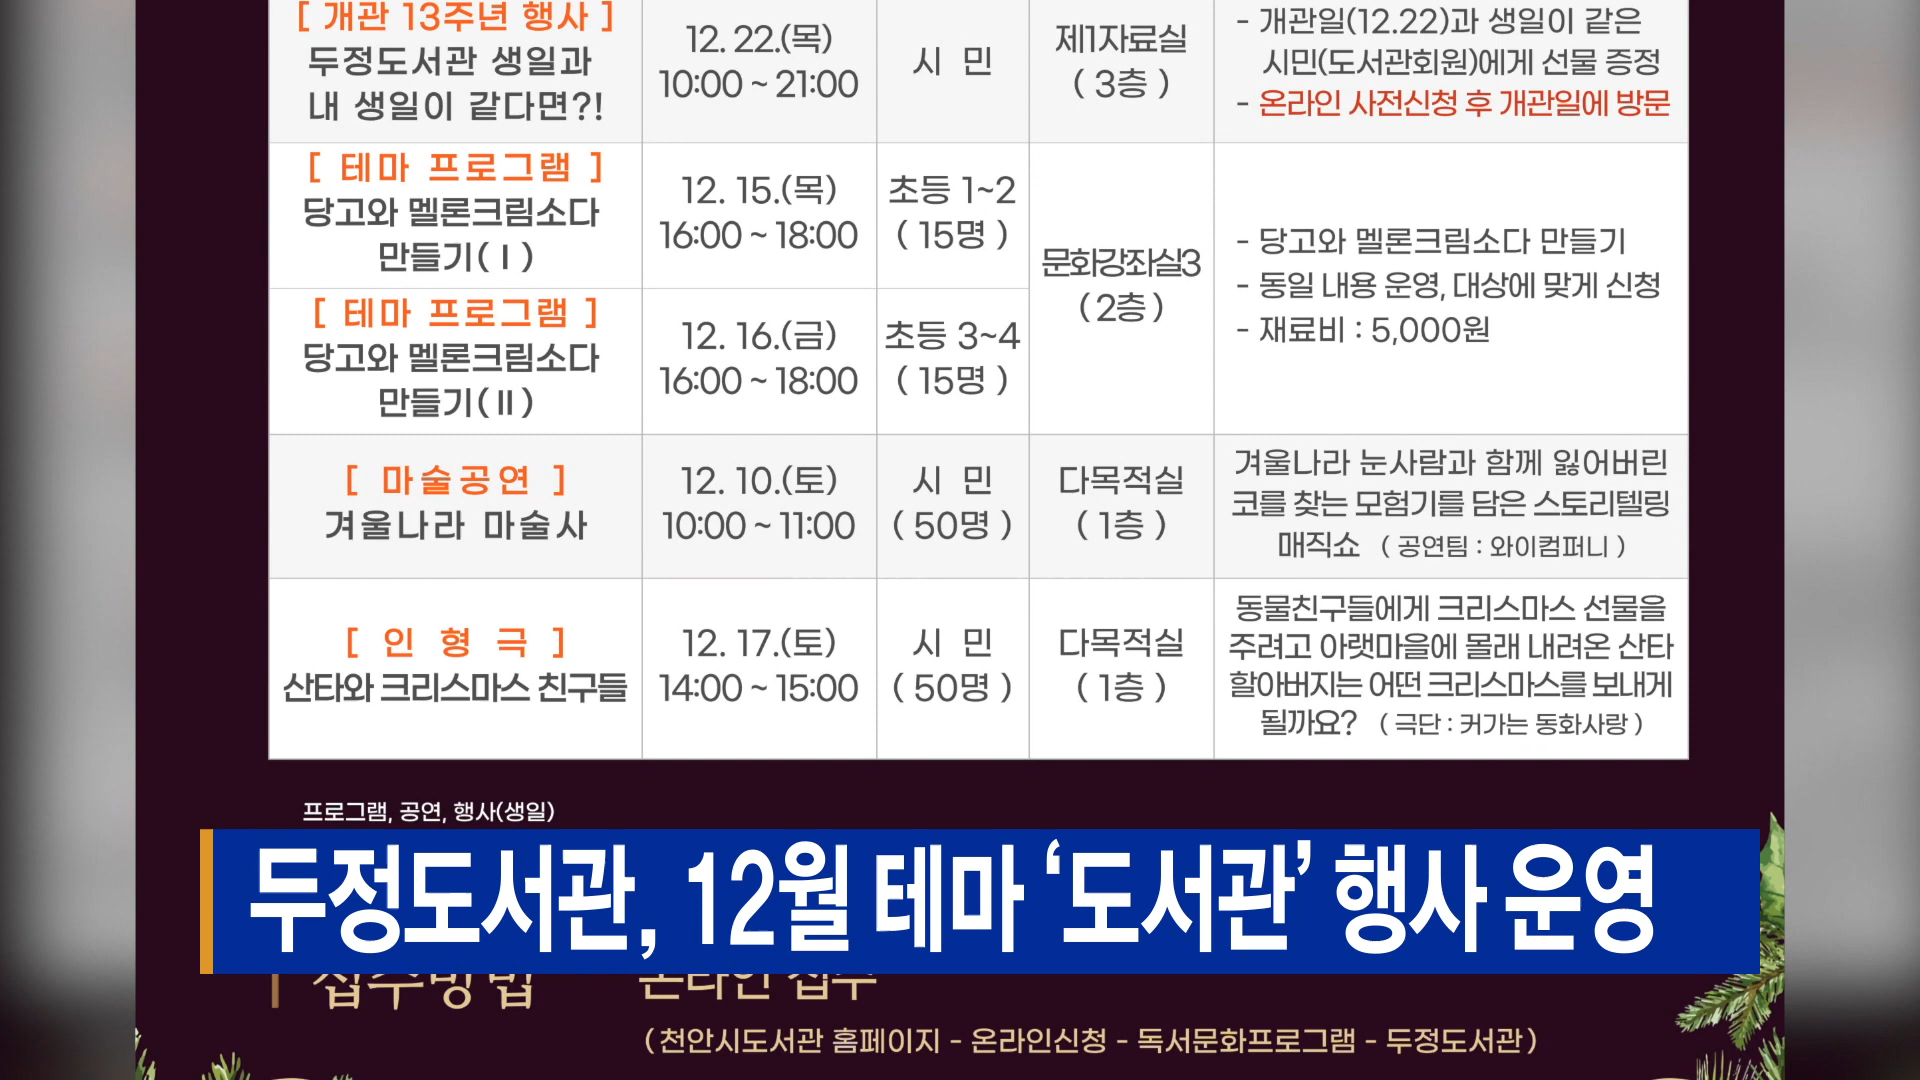 [ 개관 13주년 행사 ]
두정도서관 생일과
내 생일이 같다면?!
12. 22.(목)
10:00 ~ 21:00
시 민
제1자료실
( 3층 )
- 개관일(12.22)과 생일이 같은
시민(도서관회원)에게 선물 증정
- 온라인 사전신청 후 개관일에 방문
[ 테마 프로그램 ]
당고와 멜론크림소다
만들기( I )
12. 15.(목)
16:00 ~ 18:00
초등 1~2
( 15명 )
[ 테마 프로그램 ]
당고와 멜론크림소다
만들기( II )
12. 16.(금)
16:00 ~ 18:00
초등 3~4
( 15명 )
문화강좌실3
( 2층 )
- 당고와 멜론크림소다 만들기
- 동일 내용 운영, 대상에 맞게 신청
- 재료비 : 5,000원
[ 마술공연 ]
겨울나라 마술사
12. 10.(토)
10:00 ~ 11:00
시 민
( 50명 )
다목적실
( 1층 )
겨울나라 눈사람과 함께 잃어버린
코를 찾는 모험기를 담은 스토리텔링
매직쇼 ( 공연팀 : 와이컴퍼니 )
[ 인 형 극 ]
산타와 크리스마스 친구들
12. 17.(토)
14:00 ~ 15:00
시 민
( 50명 )
다목적실
( 1층 )
동물친구들에게 크리스마스 선물을
주려고 아랫마을에 몰래 내려온 산타
할아버지는 어떤 크리스마스를 보내게
될까요? ( 극단 : 커가는 동화사랑 )
프로그램, 공연, 행사(생일)
두정도서관, 12월 테마 ‘도서관’ 행사 운영
접수방법
온라인 접수
( 천안시도서관 홈페이지 - 온라인신청 - 독서문화프로그램 - 두정도서관 )